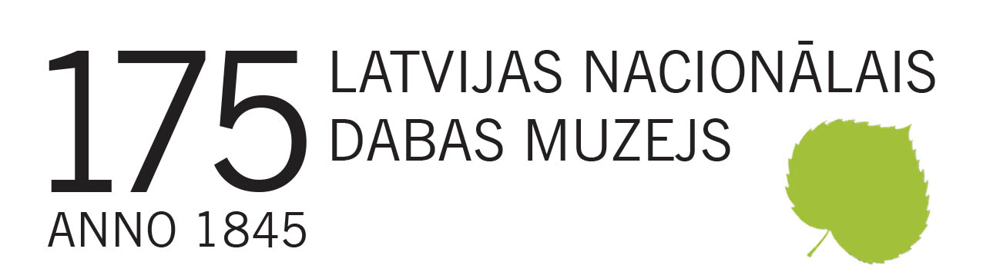 175
LATVIJAS NACIONĀLAIS
DABAS MUZEJS
ANNO 1845